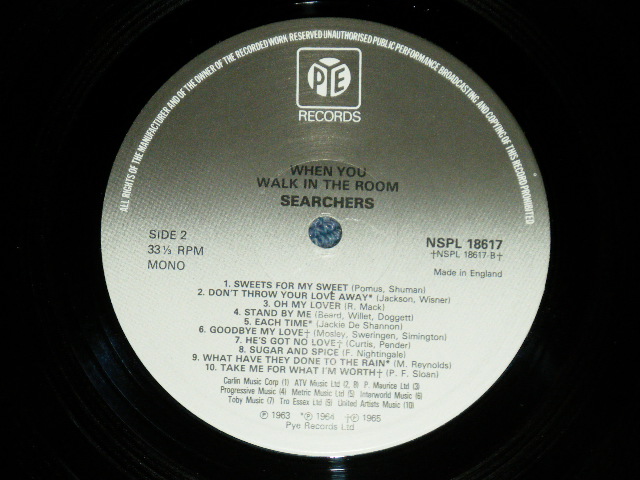 ALL RIGHTS OF THE MANUFACTURER AND OF THE OWNER OF THE RECORDED WORK RESERVED UNAUTHORISED PUBLIC PERFORMANCE BROADCASTING AND COPYING OF THIS RECORD PROHIBITED
PYE
RECORDS
WHEN YOU
WALK IN THE ROOM
SEARCHERS
SIDE 2
33⅓ RPM
MONO
NSPL 18617
†NSPL 18617-B†
Made in England
1. SWEETS FOR MY SWEET (Pomus, Shuman)
2. DON'T THROW YOUR LOVE AWAY* (Jackson, Wisner)
3. OH MY LOVER (R. Mack)
4. STAND BY ME (Beerd, Willet, Doggett)
5. EACH TIME* (Jackie De Shannon)
6. GOODBYE MY LOVE† (Mosley, Sweringen, Simington)
7. HE'S GOT NO LOVE† (Curtis, Pender)
8. SUGAR AND SPICE (F. Nightingale)
9. WHAT HAVE THEY DONE TO THE RAIN* (M. Reynolds)
10. TAKE ME FOR WHAT I'M WORTH† (P. F. Sloan)
Carlin Music Corp (1) ATV Music Ltd (2, 8) P. Maurice Ltd (3)
Progressive Music (4) Metric Music Ltd (5) Interworld Music (6)
Toby Music (7) Tro Essex Ltd (9) United Artists Music (10)
℗ 1963 *℗ 1964 †℗ 1965
Pye Records Ltd